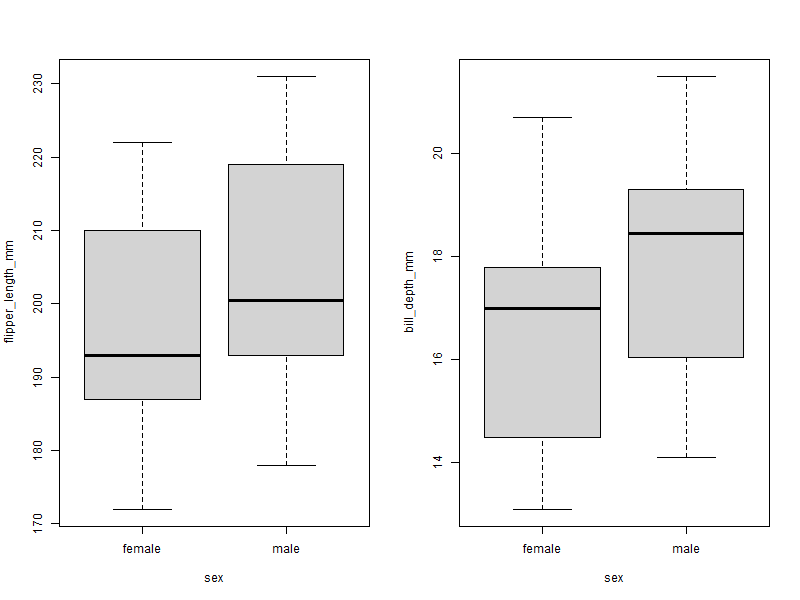 flipper_length_mm
230
220
210
200
190
180
170
female
male
sex
bill_depth_mm
20
18
16
14
female
male
sex